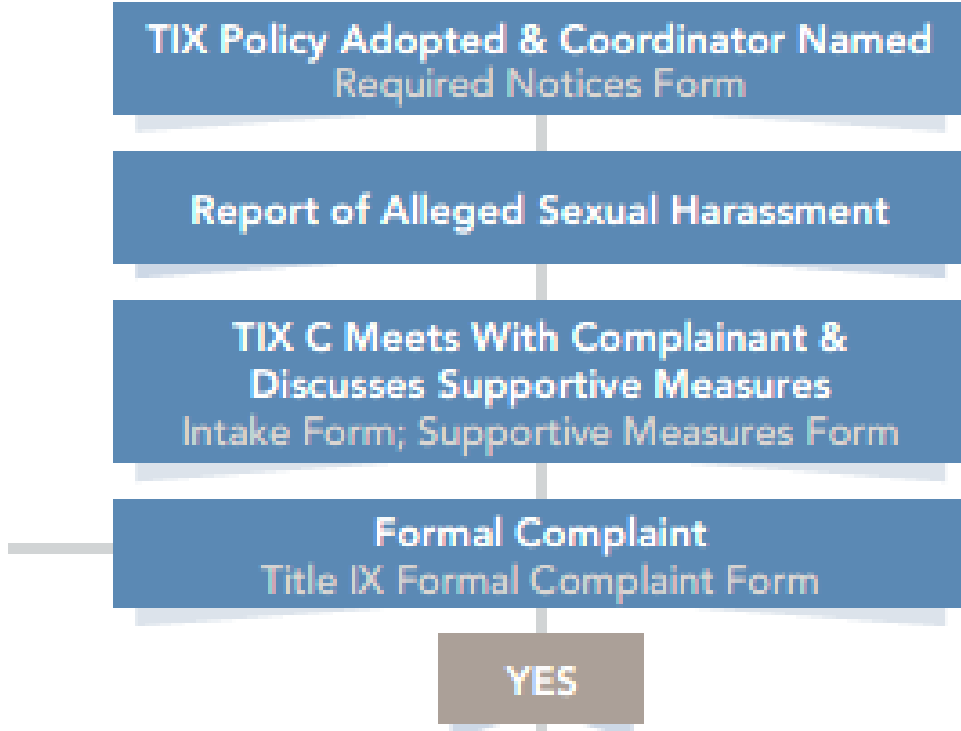 TIX Policy Adopted & Coordinator Named
Required Notices Form
Report of Alleged Sexual Harassment
TIX C Meets With Complainant &
Discusses Supportive Measures
Intake Form; Supportive Measures Form
Formal Complaint
Title IX Formal Complaint Form
YES